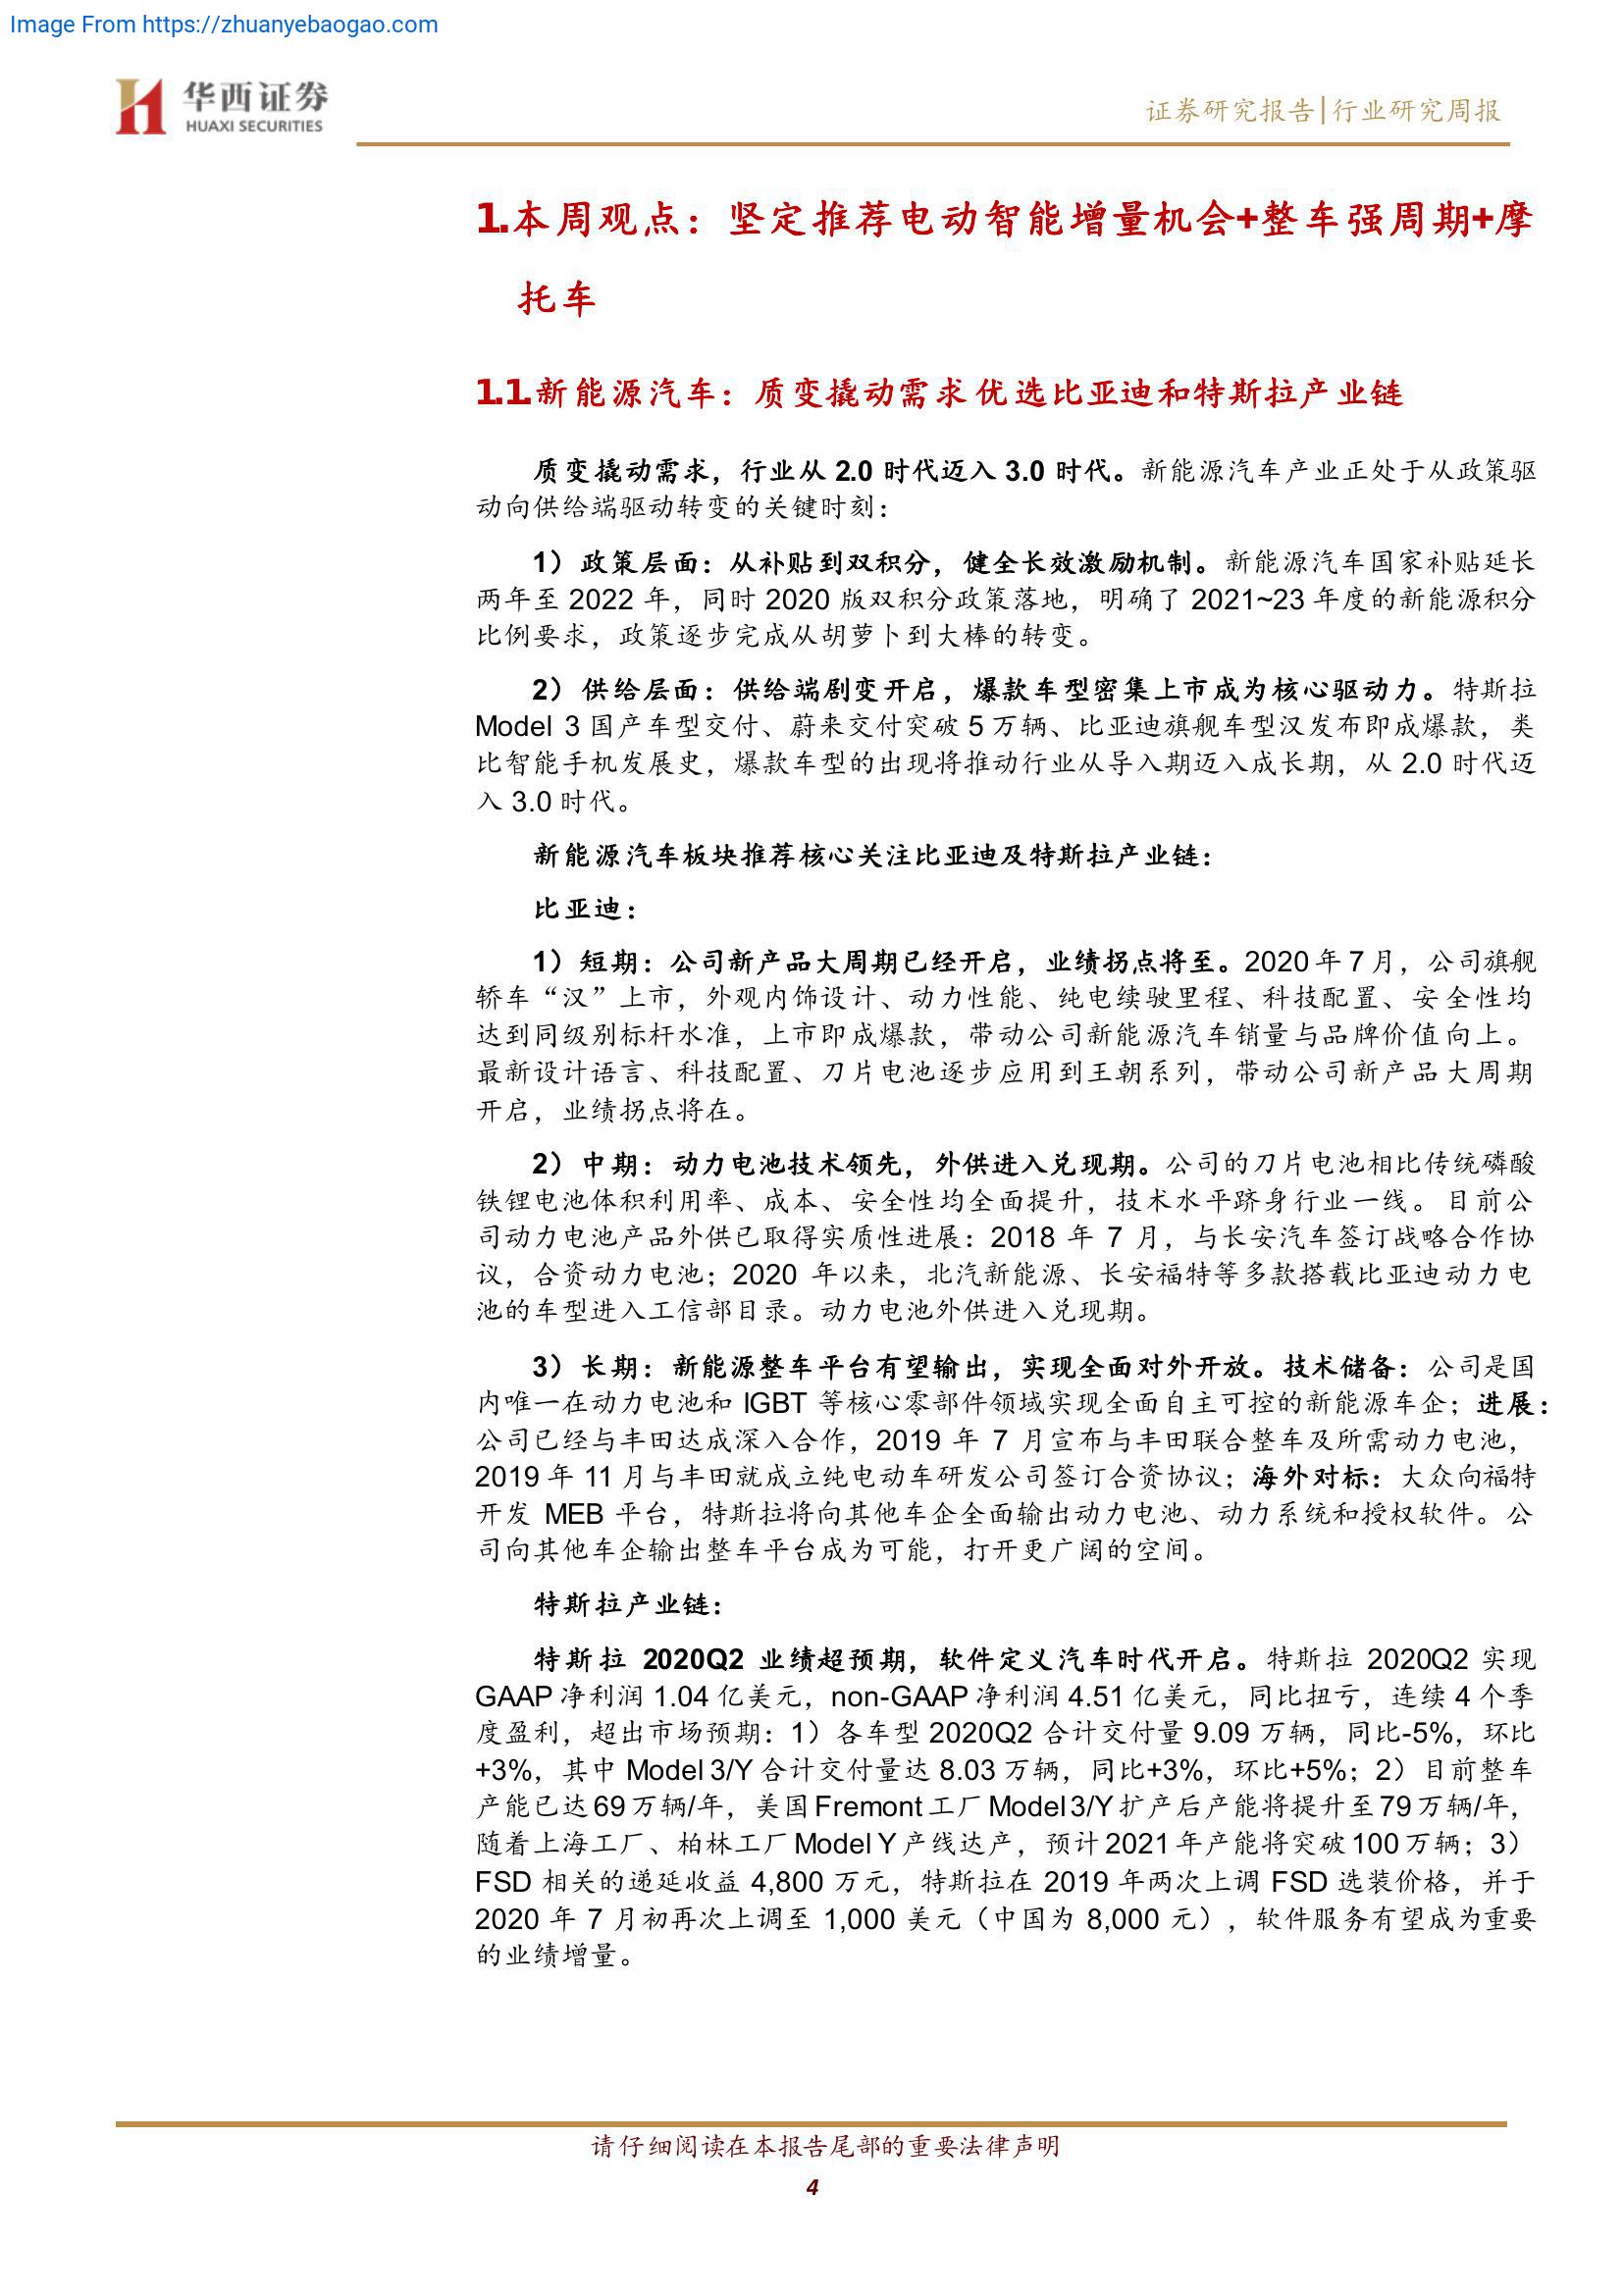 Image From https://zhuanyebaogao.com
华西证券
HUAXI SECURITIES
证券研究报告|行业研究周报
1.本周观点：坚定推荐电动智能增量机会+整车强周期+摩
托车
1.1.新能源汽车：质变撬动需求 优选比亚迪和特斯拉产业链
质变撬动需求，行业从 2.0 时代迈入 3.0 时代。新能源汽车产业正处于从政策驱
动向供给端驱动转变的关键时刻：
1）政策层面：从补贴到双积分，健全长效激励机制。新能源汽车国家补贴延长
两年至 2022 年，同时 2020 版双积分政策落地，明确了 2021~23 年度的新能源积分
比例要求，政策逐步完成从胡萝卜到大棒的转变。
2）供给层面：供给端剧变开启，爆款车型密集上市成为核心驱动力。特斯拉
Model 3 国产车型交付、蔚来交付突破 5 万辆、比亚迪旗舰车型汉发布即成爆款，类
比智能手机发展史，爆款车型的出现将推动行业从导入期迈入成长期，从 2.0 时代迈
入 3.0 时代。
新能源汽车板块推荐核心关注比亚迪及特斯拉产业链：
比亚迪：
1）短期：公司新产品大周期已经开启，业绩拐点将至。2020 年 7 月，公司旗舰
轿车“汉”上市，外观内饰设计、动力性能、纯电续驶里程、科技配置、安全性均
达到同级别标杆水准，上市即成爆款，带动公司新能源汽车销量与品牌价值向上。
最新设计语言、科技配置、刀片电池逐步应用到王朝系列，带动公司新产品大周期
开启，业绩拐点将在。
2）中期：动力电池技术领先，外供进入兑现期。公司的刀片电池相比传统磷酸
铁锂电池体积利用率、成本、安全性均全面提升，技术水平跻身行业一线。目前公
司动力电池产品外供已取得实质性进展：2018 年 7 月，与长安汽车签订战略合作协
议，合资动力电池；2020 年以来，北汽新能源、长安福特等多款搭载比亚迪动力电
池的车型进入工信部目录。动力电池外供进入兑现期。
3）长期：新能源整车平台有望输出，实现全面对外开放。技术储备：公司是国
内唯一在动力电池和 IGBT 等核心零部件领域实现全面自主可控的新能源车企；进展：
公司已经与丰田达成深入合作，2019 年 7 月宣布与丰田联合整车及所需动力电池，
2019 年 11 月与丰田就成立纯电动车研发公司签订合资协议；海外对标：大众向福特
开发 MEB 平台，特斯拉将向其他车企全面输出动力电池、动力系统和授权软件。公
司向其他车企输出整车平台成为可能，打开更广阔的空间。
特斯拉产业链：
特斯拉 2020Q2 业绩超预期，软件定义汽车时代开启。特斯拉 2020Q2 实现
GAAP 净利润 1.04 亿美元，non-GAAP 净利润 4.51 亿美元，同比扭亏，连续 4 个季
度盈利，超出市场预期：1）各车型 2020Q2 合计交付量 9.09 万辆，同比-5%，环比
+3%，其中 Model 3/Y 合计交付量达 8.03 万辆，同比+3%，环比+5%；2）目前整车
产能已达 69 万辆/年，美国 Fremont 工厂 Model 3/Y 扩产后产能将提升至 79 万辆/年，
随着上海工厂、柏林工厂 Model Y 产线达产，预计 2021 年产能将突破 100 万辆；3）
FSD 相关的递延收益 4,800 万元，特斯拉在 2019 年两次上调 FSD 选装价格，并于
2020 年 7 月初再次上调至 1,000 美元（中国为 8,000 元），软件服务有望成为重要
的业绩增量。
请仔细阅读在本报告尾部的重要法律声明
4